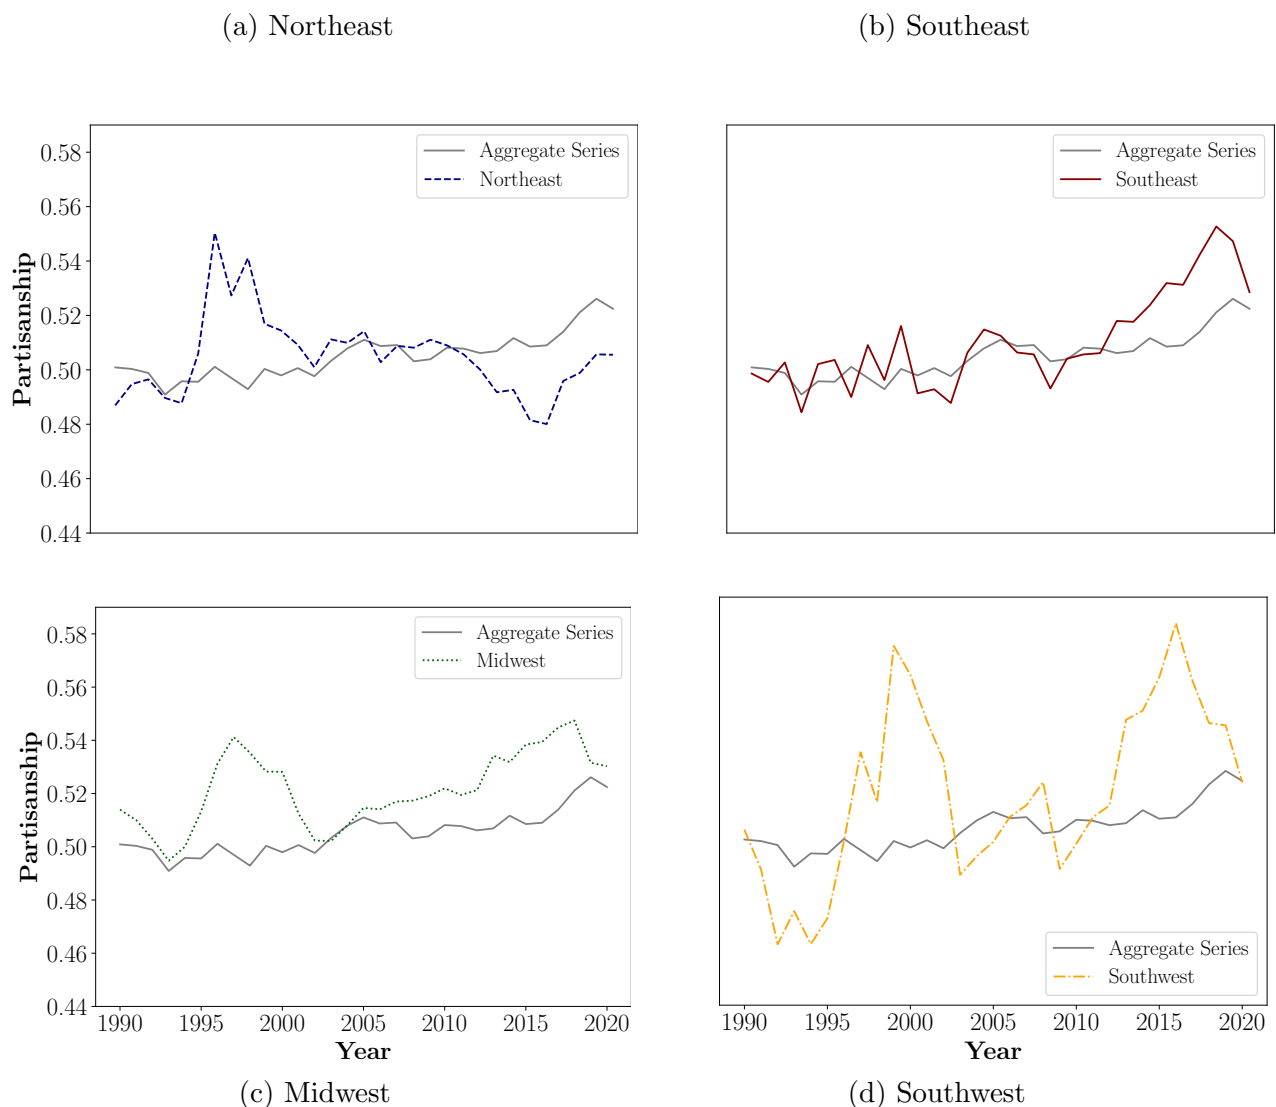 (a) Northeast
(b) Southeast
Partisanship
0.58
0.56
0.54
0.52
0.50
0.48
0.46
0.44
Aggregate Series
Northeast
Aggregate Series
Southeast
Partisanship
0.58
0.56
0.54
0.52
0.50
0.48
0.46
0.44
Aggregate Series
Midwest
1990 1995 2000 2005 2010 2015 2020
Year
(c) Midwest
Aggregate Series
Southwest
1990 1995 2000 2005 2010 2015 2020
Year
(d) Southwest